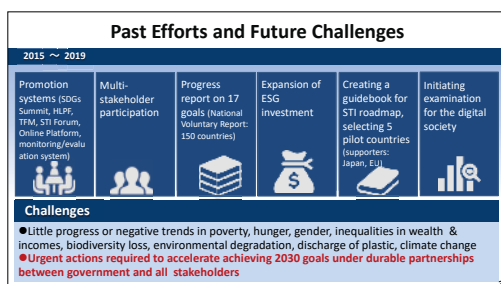 Past Efforts and Future Challenges
2015 ～ 2019
Promotion
systems (SDGs
Summit, HLPF,
TFM, STI Forum,
Online Platform,
monitoring/evalu
ation system)
Multi-
stakeholder
participation
Progress
report on 17
goals (National
Voluntary Report:
150 countries)
Expansion of
ESG
investment
Creating a
guidebook for
STI roadmap,
selecting 5
pilot countries
(supporters:
Japan, EU)
Initiating
examination
for the digital
society
Challenges
●Little progress or negative trends in poverty, hunger, gender, inequalities in wealth &
incomes, biodiversity loss, environmental degradation, discharge of plastic, climate change
●Urgent actions required to accelerate achieving 2030 goals under durable partnerships
between government and all stakeholders